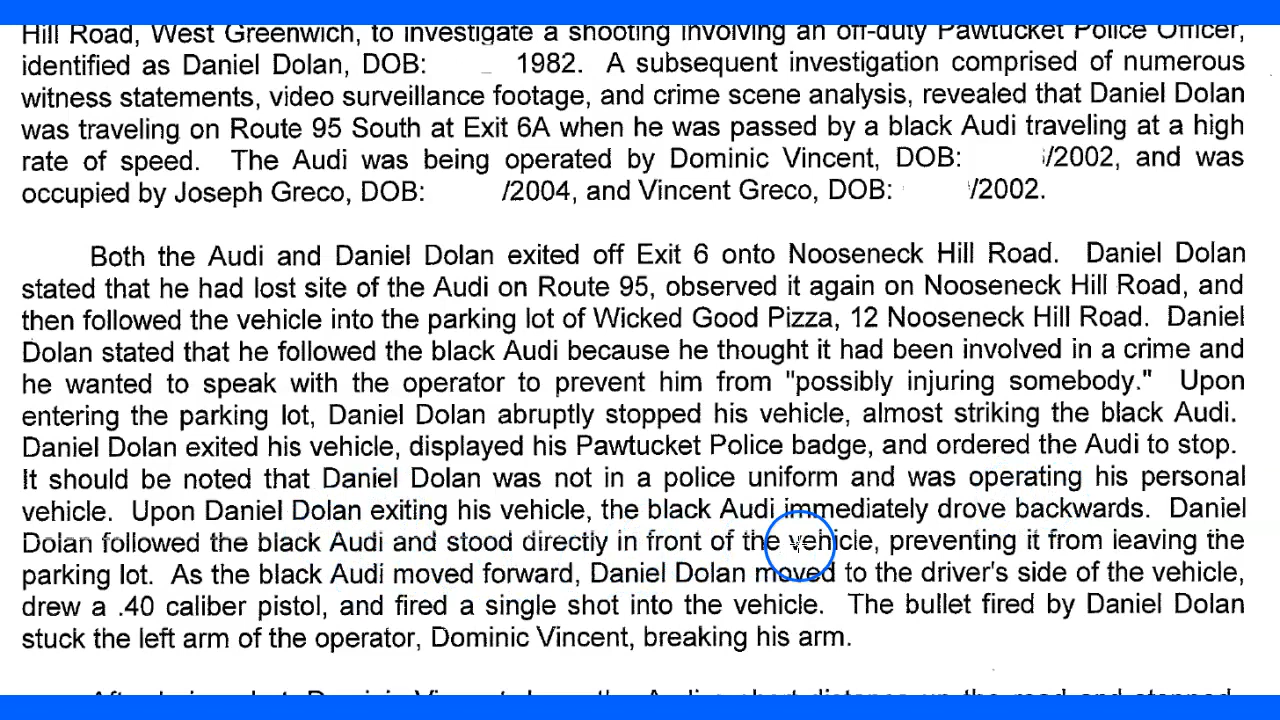 Hill Road, West Greenwich, to investigate a shooting involving an off-duty Pawtucket Police Officer,
identified as Daniel Dolan, DOB: 1982. A subsequent investigation comprised of numerous
witness statements, video surveillance footage, and crime scene analysis, revealed that Daniel Dolan
was traveling on Route 95 South at Exit 6A when he was passed by a black Audi traveling at a high
rate of speed. The Audi was being operated by Dominic Vincent, DOB: /2002, and was
occupied by Joseph Greco, DOB: /2004, and Vincent Greco, DOB: /2002.
Both the Audi and Daniel Dolan exited off Exit 6 onto Nooseneck Hill Road. Daniel Dolan
stated that he had lost site of the Audi on Route 95, observed it again on Nooseneck Hill Road, and
then followed the vehicle into the parking lot of Wicked Good Pizza, 12 Nooseneck Hill Road. Daniel
Dolan stated that he followed the black Audi because he thought it had been involved in a crime and
he wanted to speak with the operator to prevent him from "possibly injuring somebody." Upon
entering the parking lot, Daniel Dolan abruptly stopped his vehicle, almost striking the black Audi.
Daniel Dolan exited his vehicle, displayed his Pawtucket Police badge, and ordered the Audi to stop.
It should be noted that Daniel Dolan was not in a police uniform and was operating his personal
vehicle. Upon Daniel Dolan exiting his vehicle, the black Audi immediately drove backwards. Daniel
Dolan followed the black Audi and stood directly in front of the vehicle, preventing it from leaving the
parking lot. As the black Audi moved forward, Daniel Dolan moved to the driver's side of the vehicle,
drew a .40 caliber pistol, and fired a single shot into the vehicle. The bullet fired by Daniel Dolan
stuck the left arm of the operator, Dominic Vincent, breaking his arm.